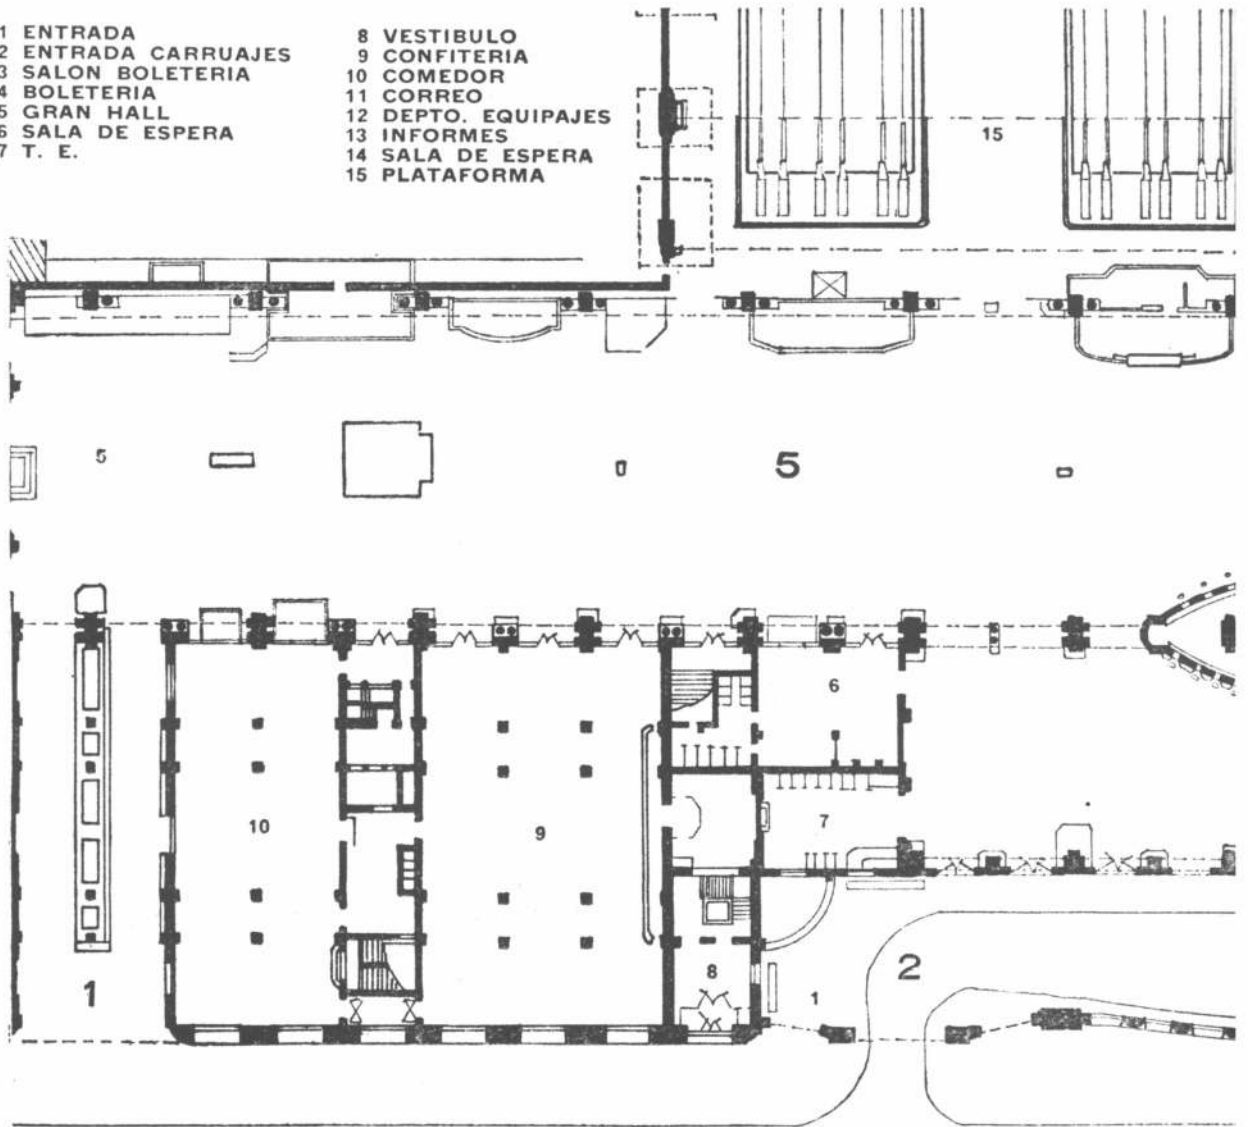 1 ENTRADA
2 ENTRADA CARRUAJES
3 SALON BOLETERIA
4 BOLETERIA
5 GRAN HALL
6 SALA DE ESPERA
7 T. E.
8 VESTIBULO
9 CONFITERIA
10 COMEDOR
11 CORREO
12 DEPTO. EQUIPAJES
13 INFORMES
14 SALA DE ESPERA
15 PLATAFORMA
15
5
5
6
10
9
7
1
8
1
2